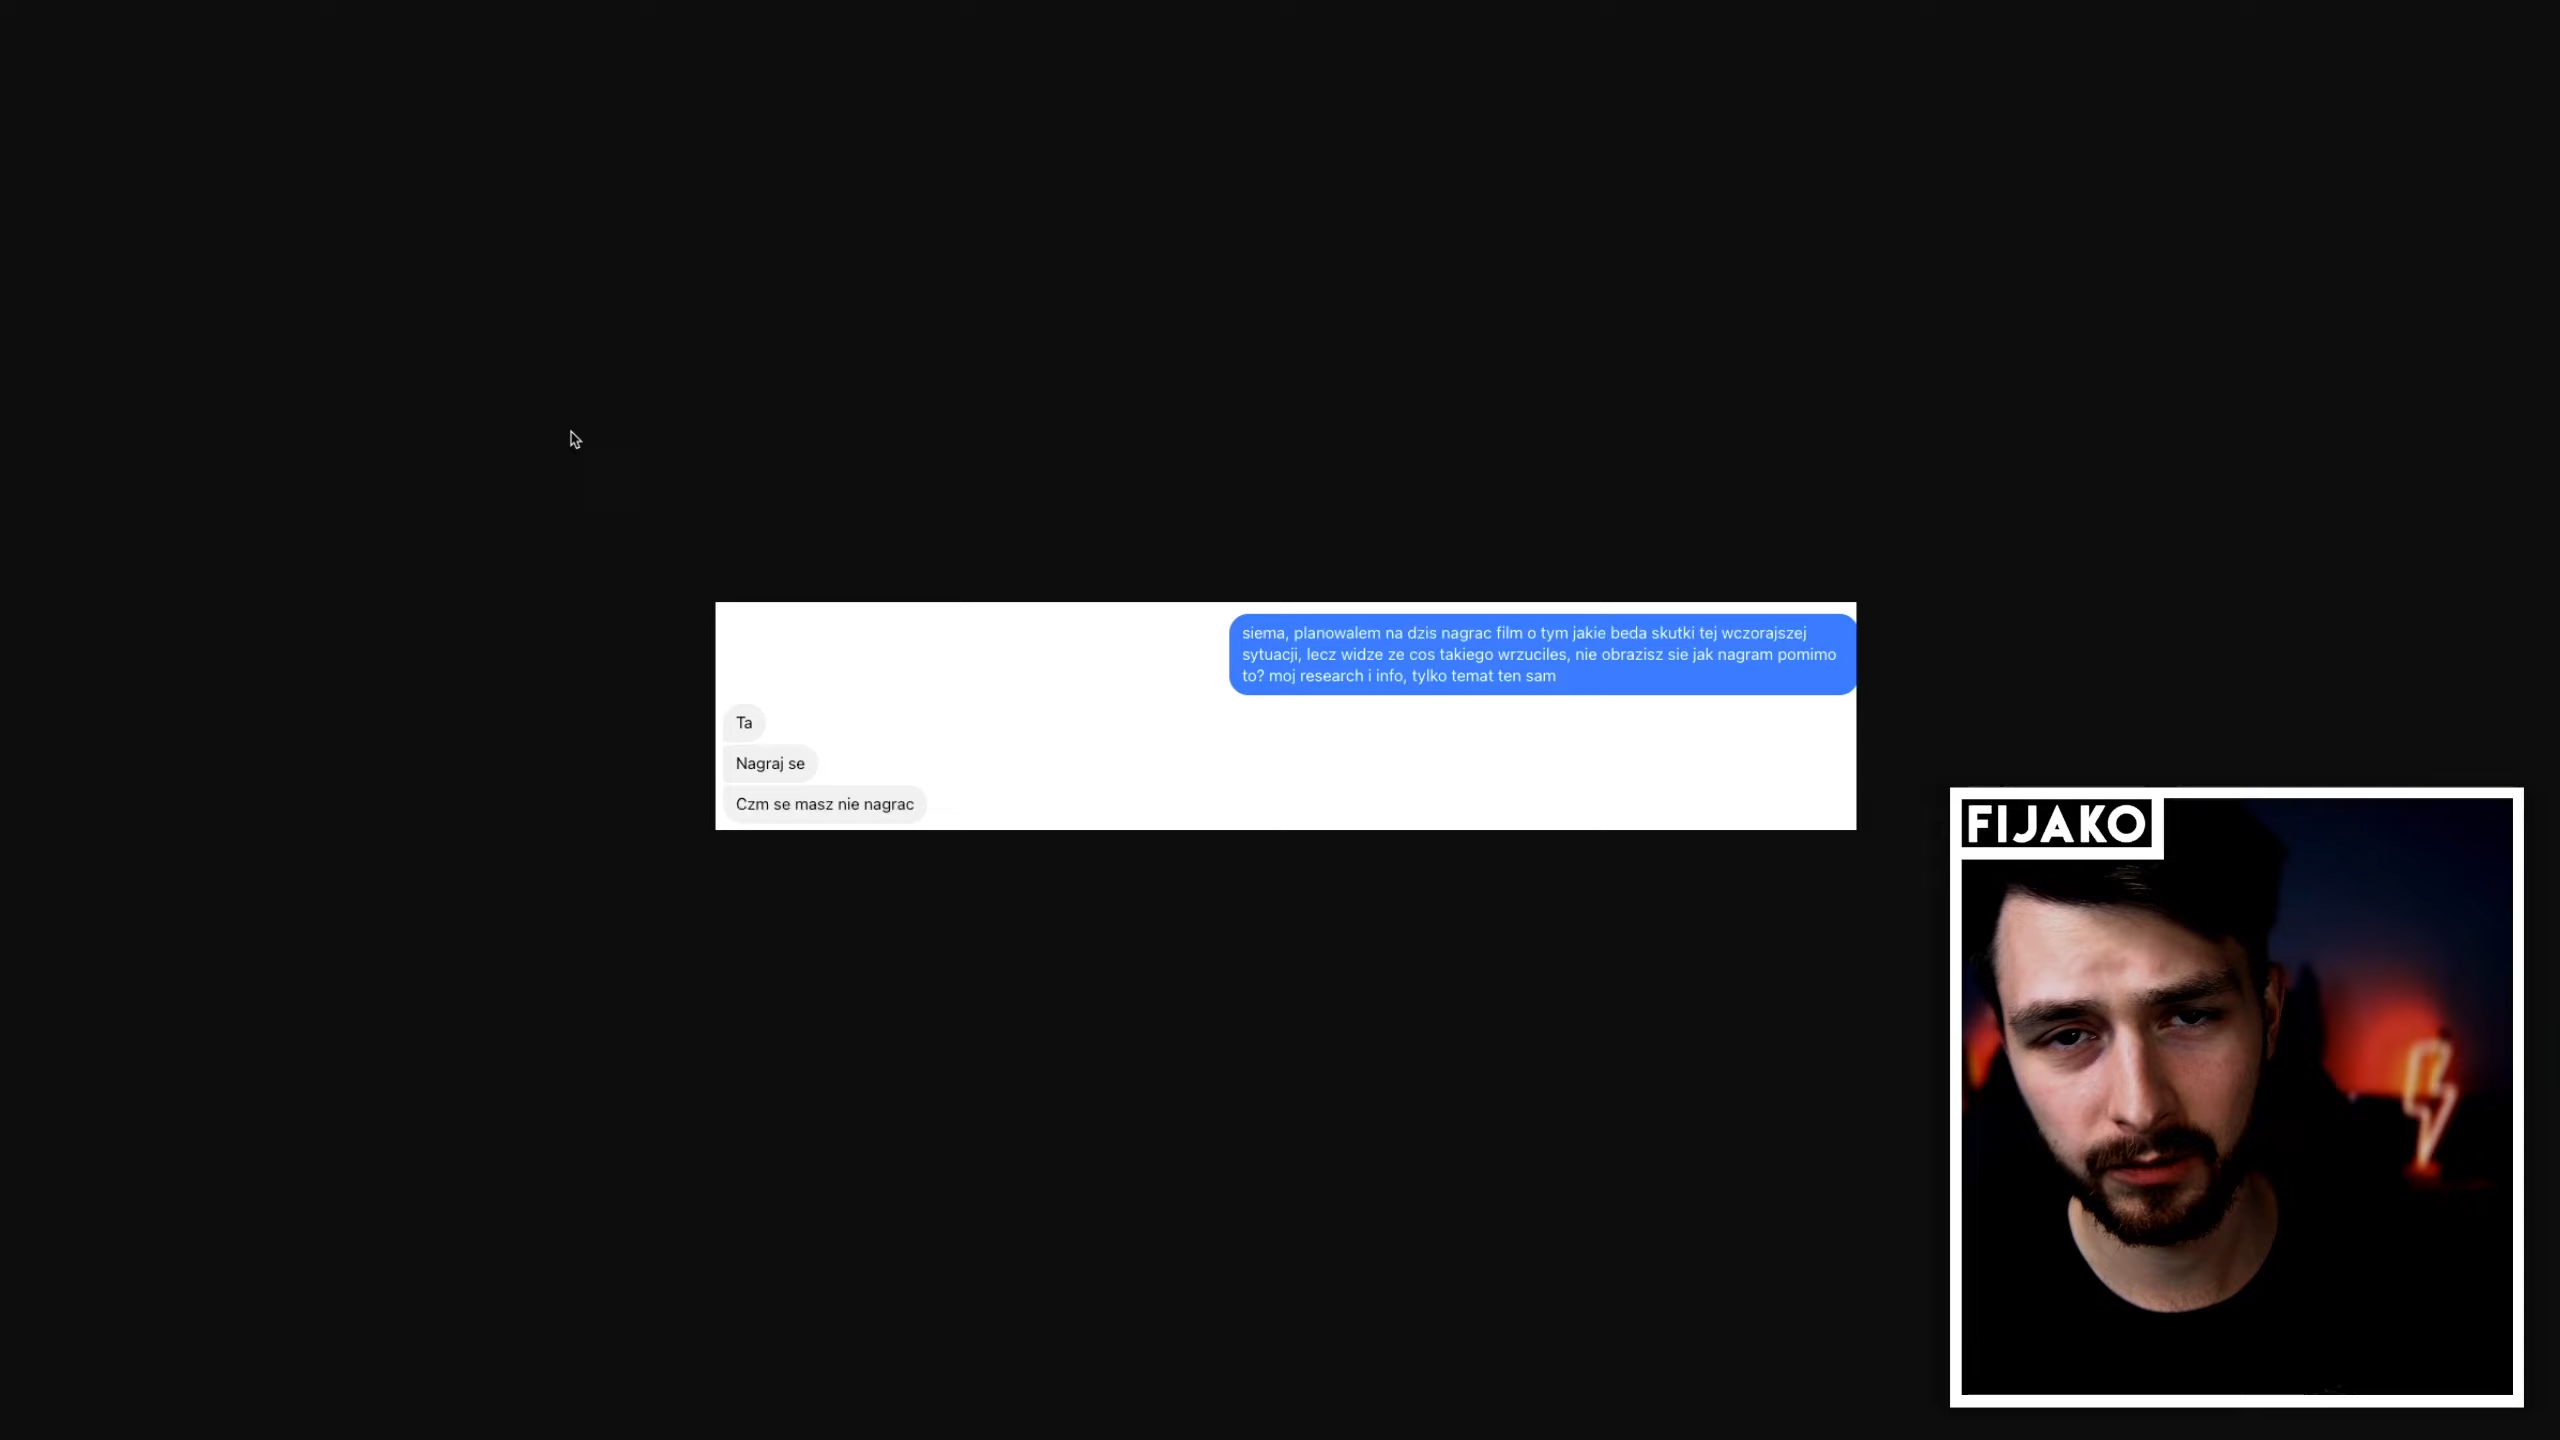 siema, planowalem na dzis nagrac film o tym jakie beda skutki tej wczorajszej
sytuacji, lecz widze ze cos takiego wrzuciles, nie obrazisz sie jak nagram pomimo
to? moj research i info, tylko temat ten sam
Ta
Nagraj se
Czm se masz nie nagrac
FIJAKO